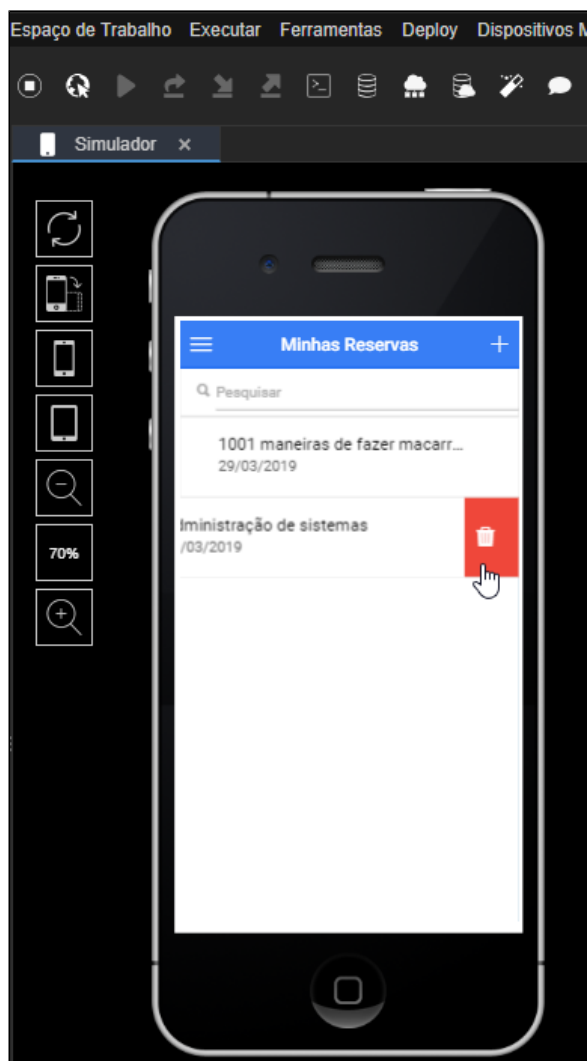 Espaço de Trabalho Executar Ferramentas Deploy Dispositivos M
Simulador
70%
Minhas Reservas
Pesquisar
1001 maneiras de fazer macarr...
29/03/2019
dministração de sistemas
/03/2019